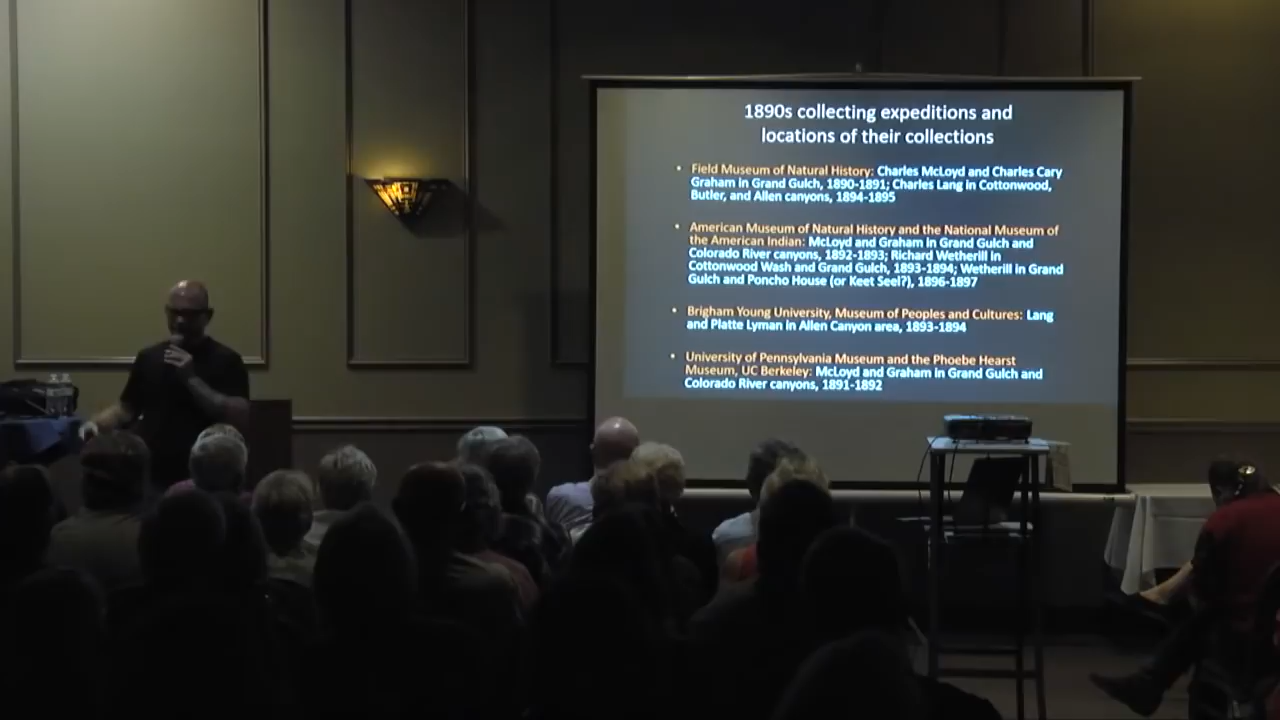 1890s collecting expeditions and
locations of their collections
• Field Museum of Natural History: Charles McLoyd and Charles Cary
Graham in Grand Gulch, 1890-1891; Charles Lang in Cottonwood,
Butler, and Allen canyons, 1894-1895
• American Museum of Natural History and the National Museum of
the American Indian: McLoyd and Graham in Grand Gulch and
Colorado River canyons, 1892-1893; Richard Wetherill in
Cottonwood Wash and Grand Gulch, 1893-1894; Wetherill in Grand
Gulch and Poncho House (or Keet Seel?), 1896-1897
• Brigham Young University, Museum of Peoples and Cultures: Lang
and Platte Lyman in Allen Canyon area, 1893-1894
• University of Pennsylvania Museum and the Phoebe Hearst
Museum, UC Berkeley: McLoyd and Graham in Grand Gulch and
Colorado River canyons, 1891-1892